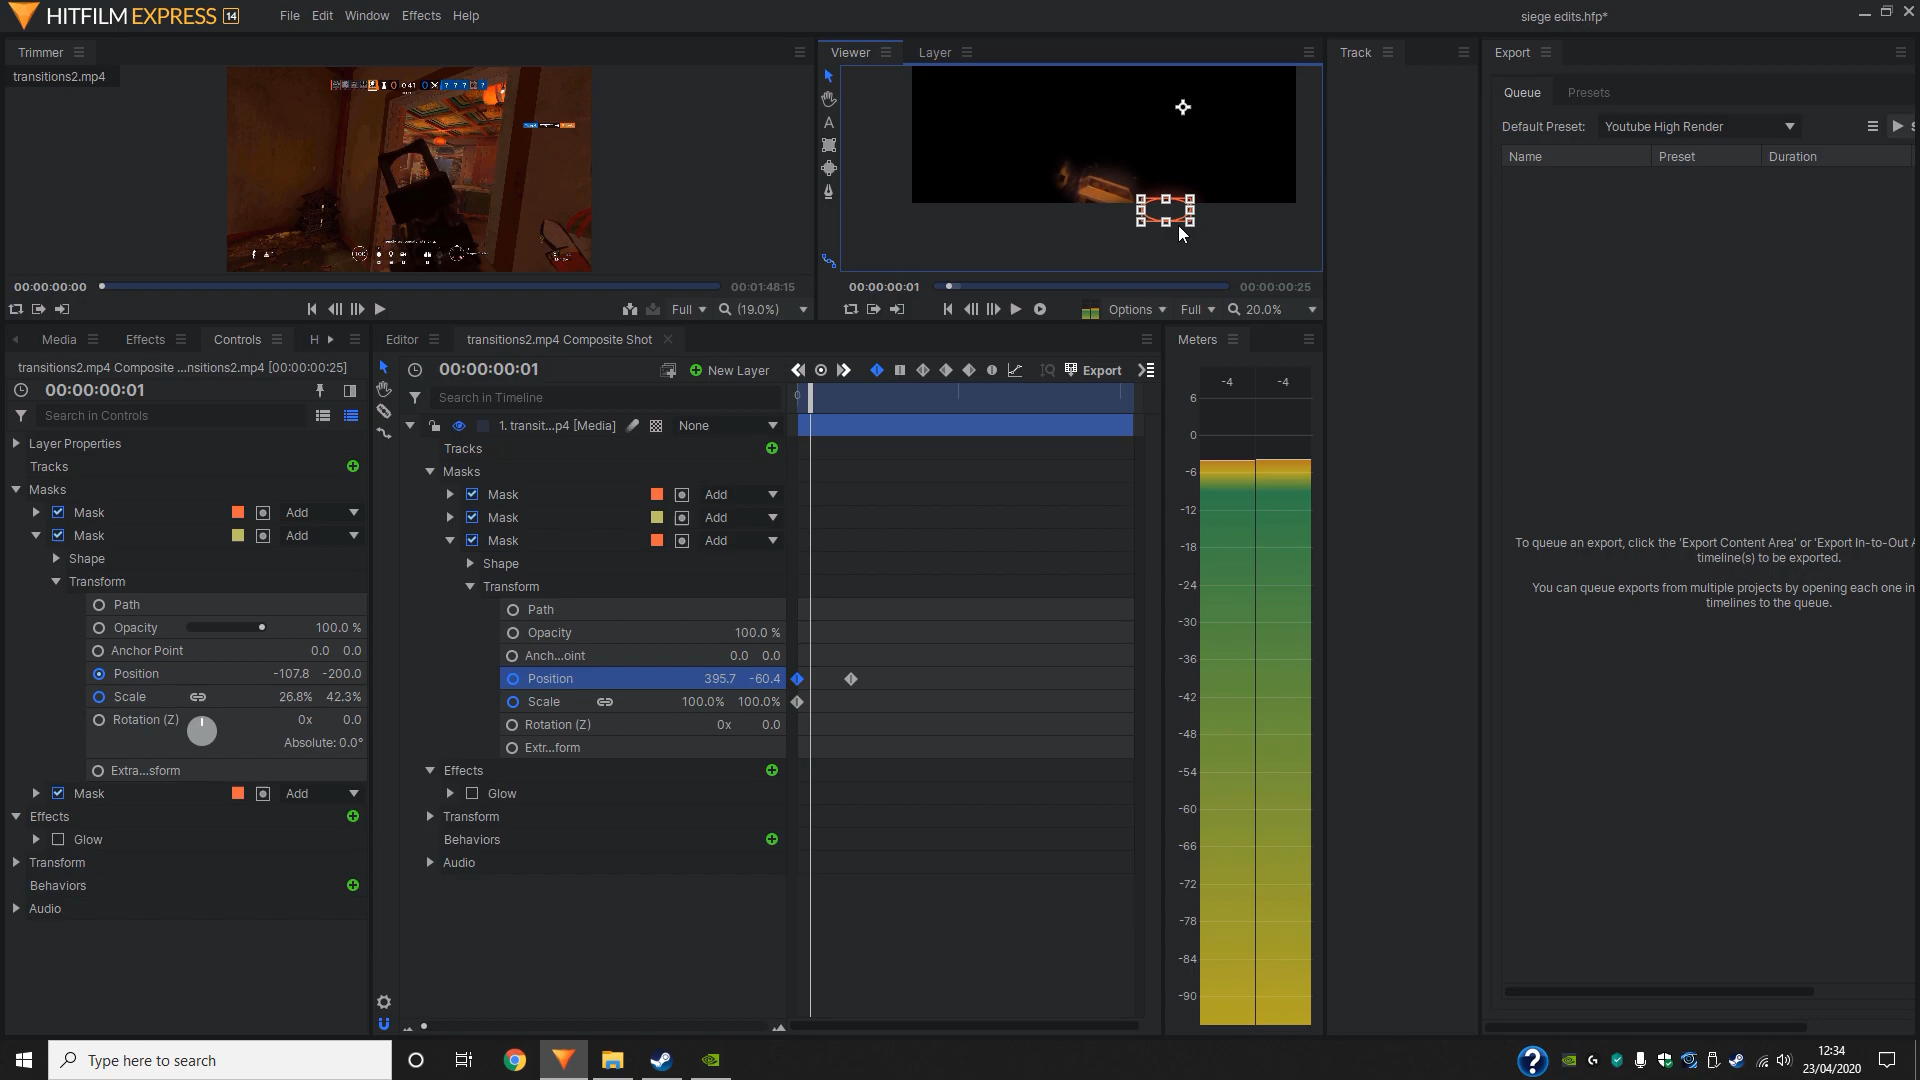 HITFILM EXPRESS 14
File Edit Window Effects Help
siege edits.hfp*
Trimmer
transitions2.mp4
00:00:00:00
00:01:48:15
Full
(19.0%)
Viewer
Layer
00:00:00:01
00:00:00:25
Options
Full
20.0%
Track
Export
Queue
Presets
Default Preset:
Youtube High Render
Name
Preset
Duration
To queue an export, click the 'Export Content Area' or 'Export In-to-Out A
timeline(s) to be exported.
You can queue exports from multiple projects by opening each one in
timelines to the queue.
Media
Effects
Controls
H
transitions2.mp4 Composite ...nsitions2.mp4 [00:00:00:25]
00:00:00:01
Search in Controls
Layer Properties
Tracks
Masks
Mask Add
Mask Add
Shape
Transform
Path
Opacity 100.0 %
Anchor Point 0.0 0.0
Position -107.8 -200.0
Scale 26.8% 42.3%
Rotation (Z) 0x 0.0
Absolute: 0.0°
Extra...sform
Mask Add
Effects
Glow
Transform
Behaviors
Audio
Editor
transitions2.mp4 Composite Shot
00:00:00:01
New Layer
Export
Search in Timeline
0
1. transit...p4 [Media]
None
Tracks
Masks
Mask Add
Mask Add
Mask Add
Shape
Transform
Path
Opacity 100.0 %
Anch...oint 0.0 0.0
Position 395.7 -60.4
Scale 100.0% 100.0%
Rotation (Z) 0x 0.0
Extr...form
Effects
Glow
Transform
Behaviors
Audio
Meters
-4 -4
6
0
-6
-12
-18
-24
-30
-36
-42
-48
-54
-60
-66
-72
-78
-84
-90
Type here to search
12:34
23/04/2020